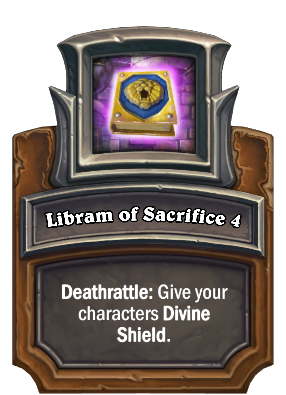 Libram of Sacrifice 4
Deathrattle: Give your
characters Divine
Shield.